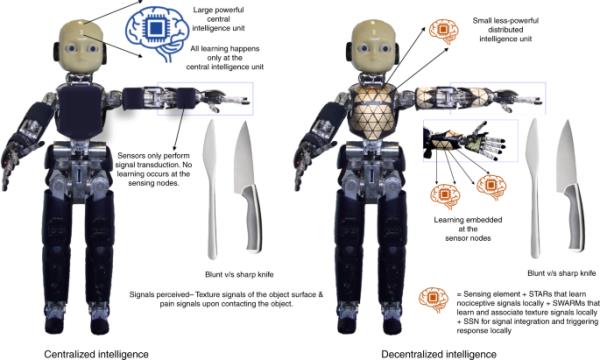 Large powerful
central
intelligence unit
All learning happens
only at the
central intelligence unit
Sensors only perform
signal transduction. No
learning occurs at the
sensing nodes.
Blunt v/s sharp knife
Signals perceived– Texture signals of the object surface &
pain signals upon contacting the object.
Centralized intelligence
Small less-powerful
distributed
intelligence unit
Learning embedded
at the
sensor nodes
Blunt v/s sharp knife
= Sensing element + STARs that learn
nociceptive signals locally + SWARMs that
learn and associate texture signals locally
+ SSN for signal integration and triggering
response locally
Decentralized intelligence